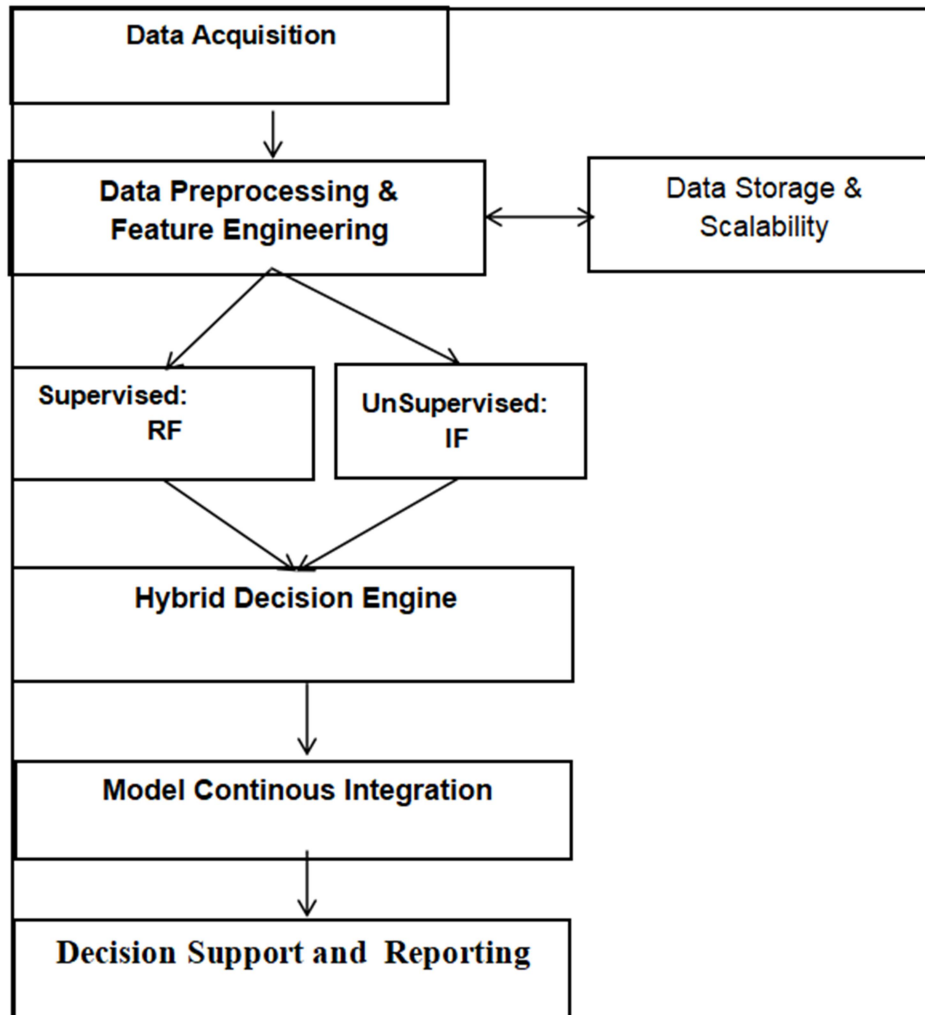 Data Acquisition
Data Preprocessing &
Feature Engineering
Data Storage &
Scalability
Supervised:
RF
UnSupervised:
IF
Hybrid Decision Engine
Model Continous Integration
Decision Support and Reporting